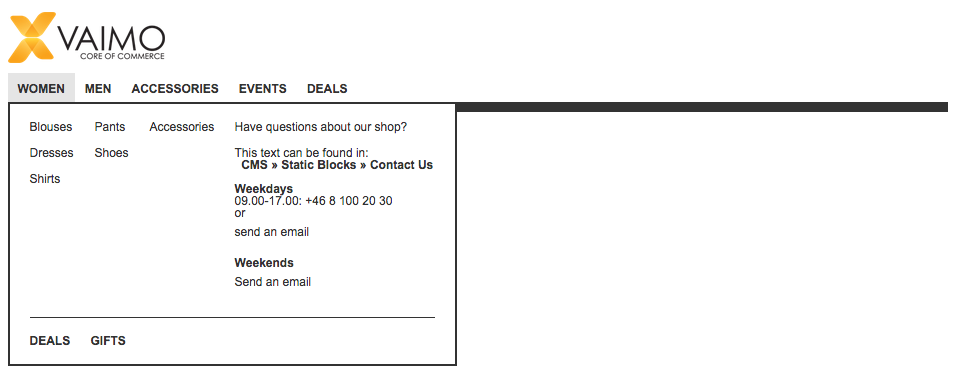 VAIMO
CORE OF COMMERCE
WOMEN MEN ACCESSORIES EVENTS DEALS
Blouses Pants Accessories Have questions about our shop?
Dresses Shoes This text can be found in:
CMS » Static Blocks » Contact Us
Shirts
Weekdays
09.00-17.00: +46 8 100 20 30
or
send an email
Weekends
Send an email
DEALS GIFTS